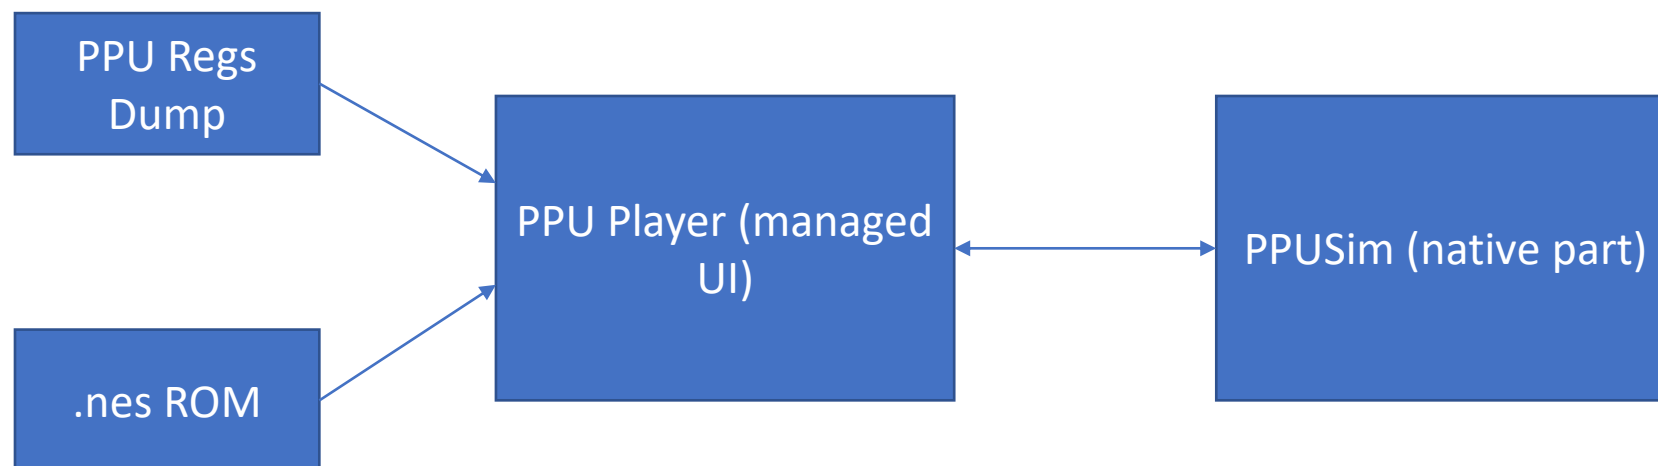 PPU Regs
Dump
PPU Player (managed
UI)
PPUSim (native part)
.nes ROM